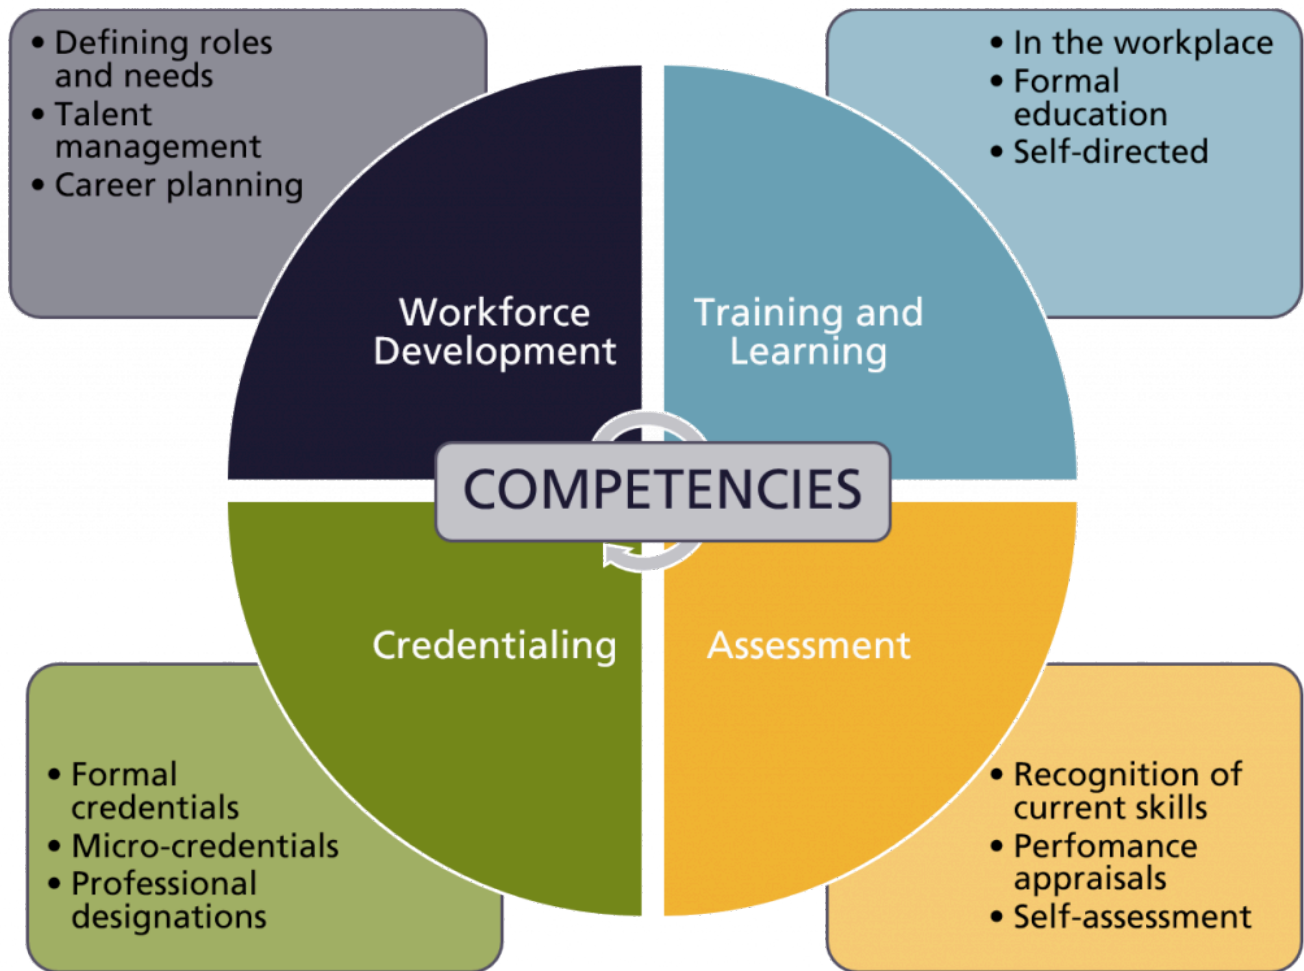 • Defining roles
and needs
• Talent
management
• Career planning
• In the workplace
• Formal
education
• Self-directed
Workforce
Development
Training and
Learning
COMPETENCIES
Credentialing
Assessment
• Formal
credentials
• Micro-credentials
• Professional
designations
• Recognition of
current skills
• Perfomance
appraisals
• Self-assessment